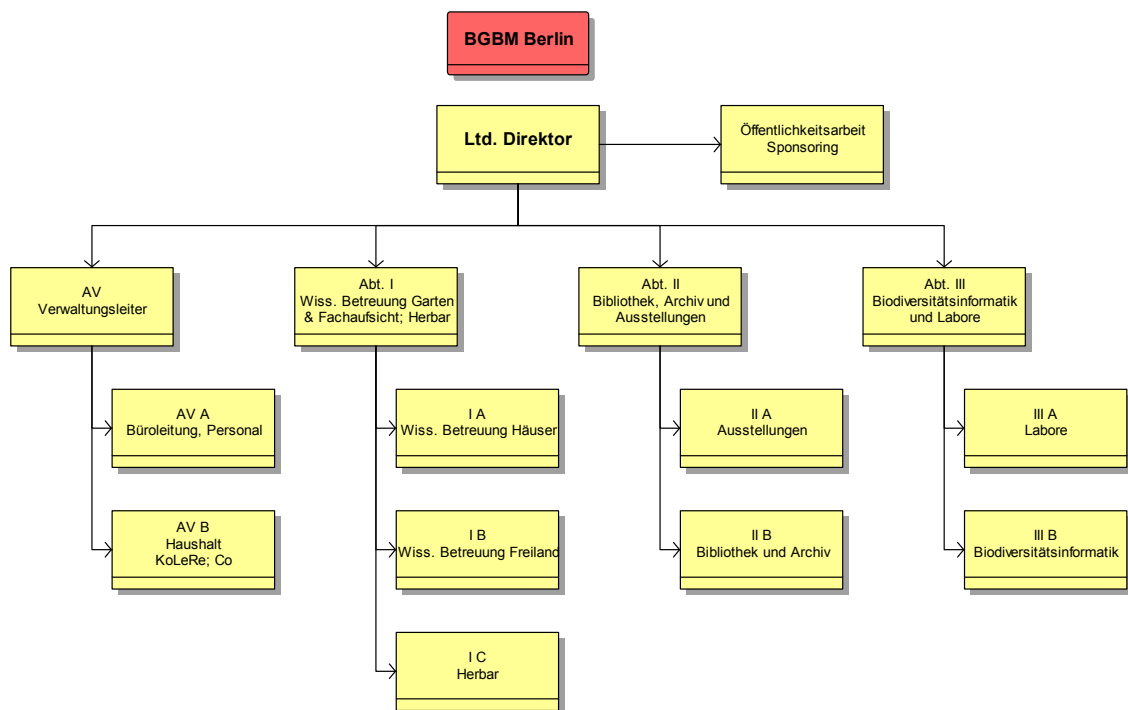 BGBM Berlin
Ltd. Direktor
Öffentlichkeitsarbeit
Sponsoring
AV
Verwaltungsleiter
Abt. I
Wiss. Betreuung Garten
& Fachaufsicht; Herbar
Abt. II
Bibliothek, Archiv und
Ausstellungen
Abt. III
Biodiversitätsinformatik
und Labore
AV A
Büroleitung, Personal
I A
Wiss. Betreuung Häuser
II A
Ausstellungen
III A
Labore
AV B
Haushalt
KoLeRe; Co
I B
Wiss. Betreuung Freiland
II B
Bibliothek und Archiv
III B
Biodiversitätsinformatik
I C
Herbar